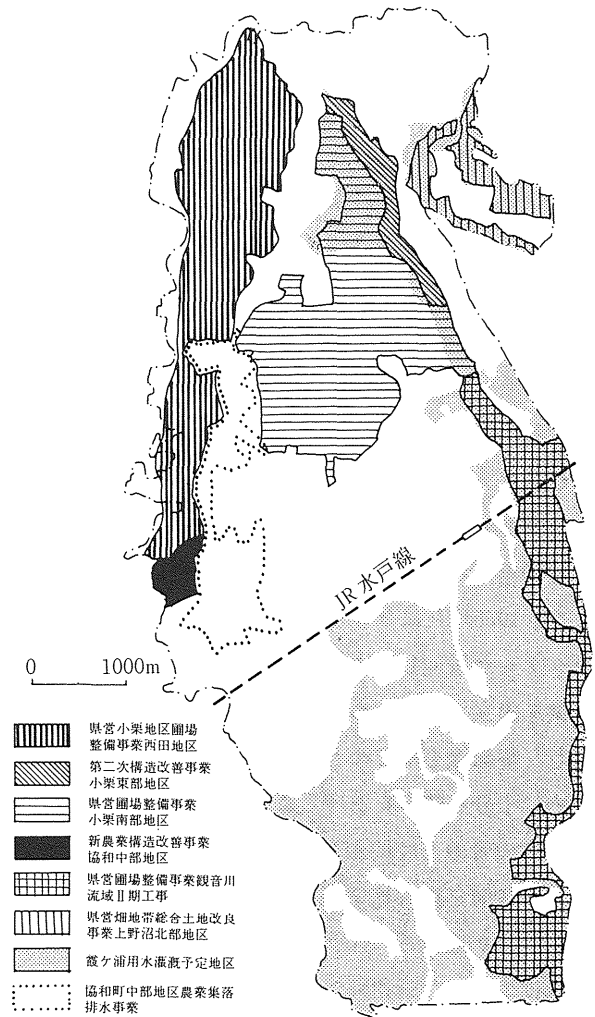 JR水戸線
0 1000m
県営小栗地区圃場
整備事業西田地区
第二次構造改善事業
小栗東部地区
県営圃場整備事業
小栗南部地区
新農業構造改善事業
協和中部地区
県営圃場整備事業観音川
流域Ⅱ期工事
県営畑地帯総合土地改良
事業上野沼北部地区
霞ケ浦用水灌漑予定地区
協和町中部地区農業集落
排水事業